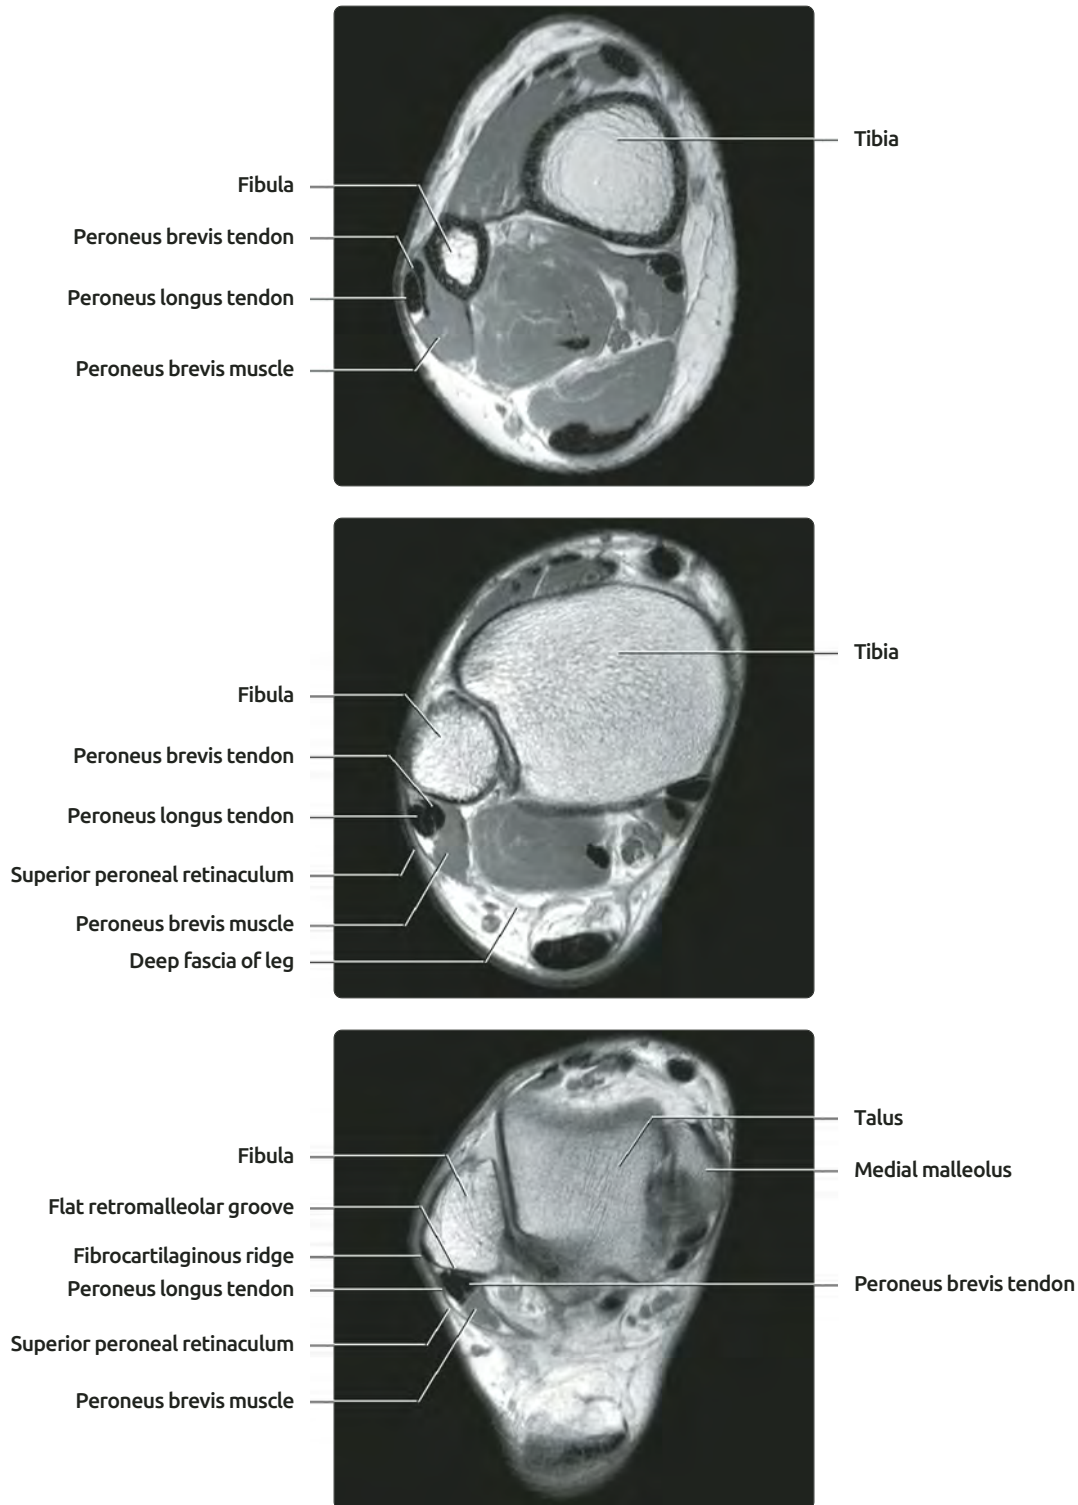 Tibia
Fibula
Peroneus brevis tendon
Peroneus longus tendon
Peroneus brevis muscle
Tibia
Fibula
Peroneus brevis tendon
Peroneus longus tendon
Superior peroneal retinaculum
Peroneus brevis muscle
Deep fascia of leg
Talus
Fibula
Medial malleolus
Flat retromalleolar groove
Fibrocartilaginous ridge
Peroneus longus tendon
Peroneus brevis tendon
Superior peroneal retinaculum
Peroneus brevis muscle